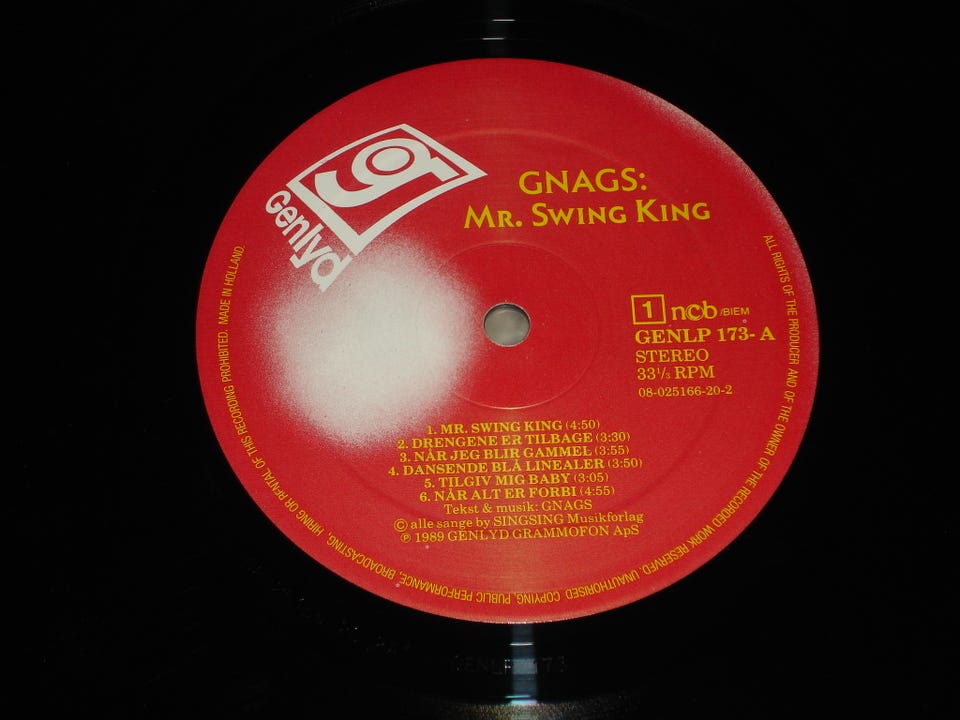 g
Genlyd
GNAGS:
MR. SWING KING
1 ncb /BIEM
GENLP 173- A
STEREO
33 1/3 RPM
08-025166-20-2
1. MR. SWING KING (4:50)
2. DRENGENE ER TILBAGE (3:30)
3. NÅR JEG BLIR GAMMEL (3:55)
4. DANSENDE BLÅ LINEALER (3:50)
5. TILGIV MIG BABY (3:05)
6. NÅR ALT ER FORBI (4:55)
Tekst & musik: GNAGS
© alle sange by SINGSING Musikforlag
℗ 1989 GENLYD GRAMMOFON ApS
ALL RIGHTS OF THE PRODUCER AND OF THE OWNER OF THE RECORDED WORK RESERVED. UNAUTHORISED COPYING, PUBLIC PERFORMANCE, BROADCASTING, HIRING OR RENTAL OF THIS RECORDING PROHIBITED. MADE IN HOLLAND.
GENLP 173